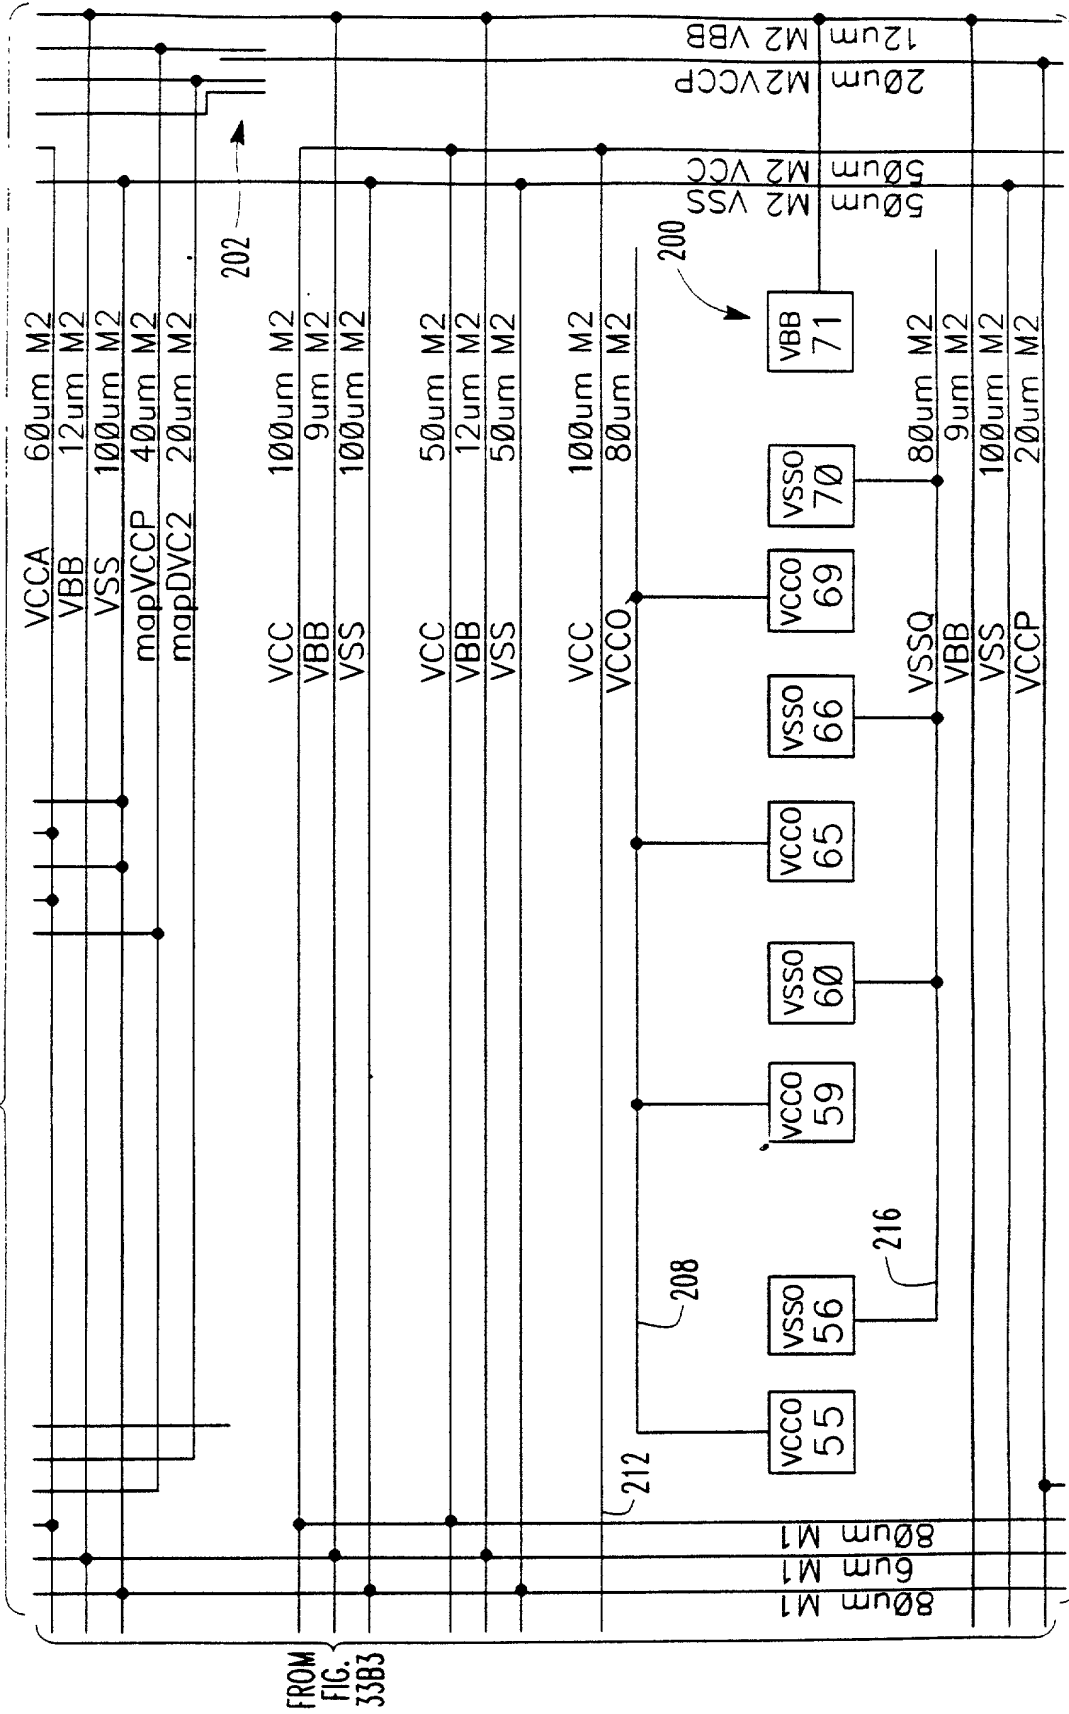 VCCA 60um M2
VBB 12um M2
VSS 100um M2
mapVCCP 40um M2
mapDVC2 20um M2
202
VCC 100um M2
VBB 9um M2
VSS 100um M2
VCC 50um M2
VBB 12um M2
VSS 50um M2
VCC 100um M2
VCCO 80um M2
212
208
200
VCCO
55
VSSO
56
VCCO
59
VSSO
60
VCCO
65
VSSO
66
VCCO
69
VSSO
70
VBB
71
216
VSSQ 80um M2
VBB 9um M2
VSS 100um M2
VCCP 20um M2
80um M1
6um M1
80um M1
50um M2 VSS
50um M2 VCC
20um M2VCCP
12um M2 VBB
FROM
FIG.
33B3